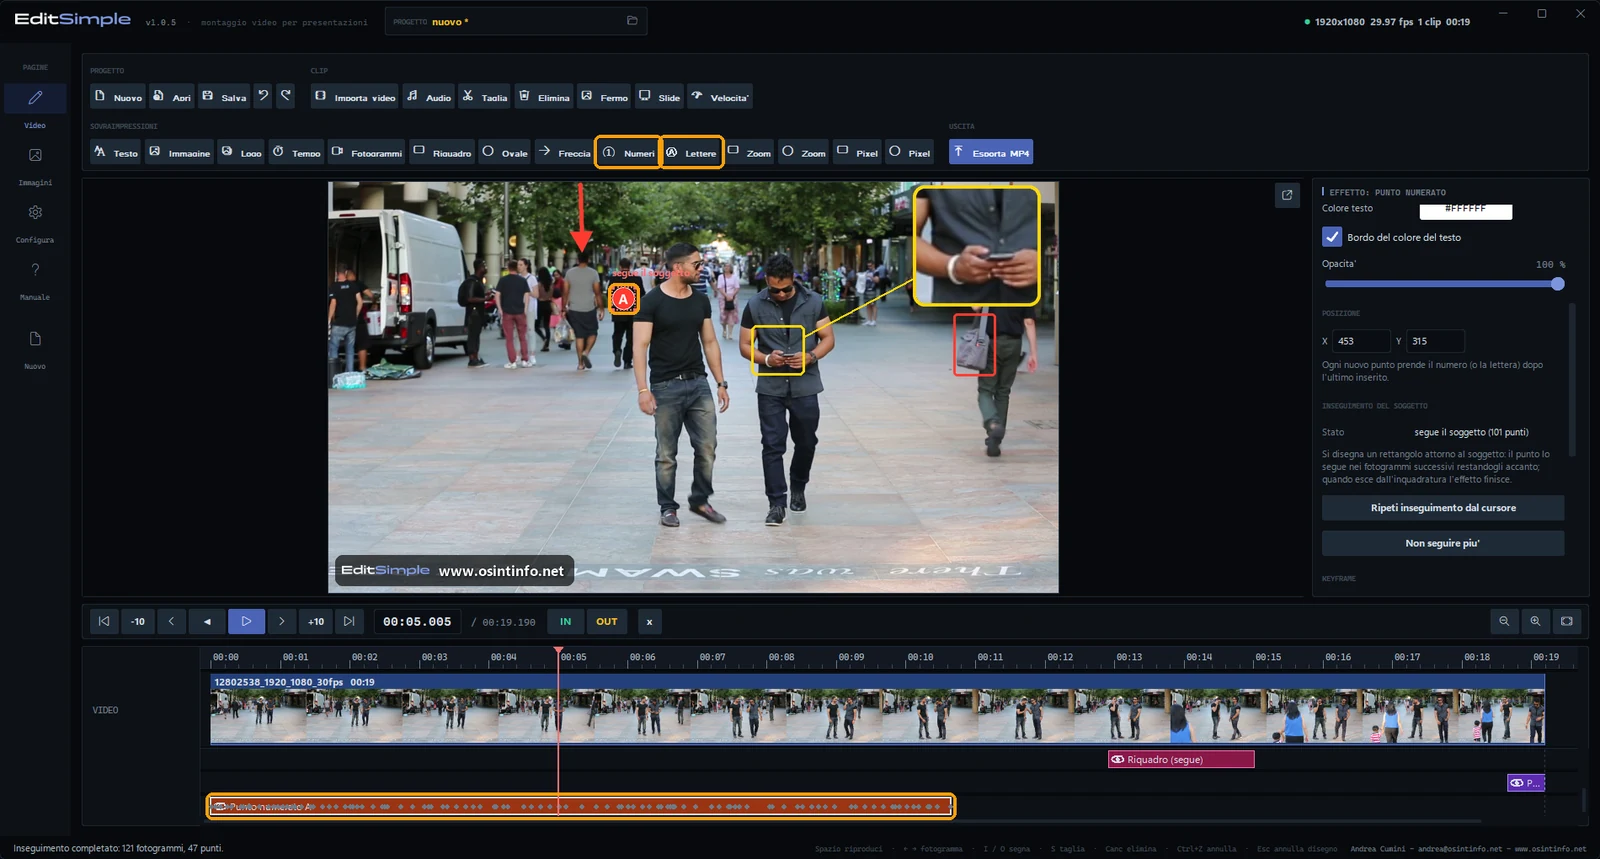 EditSimple v1.0.5 - montaggio video per presentazioni PROGETTO nuovo * 1920x1080 29.97 fps 1 clip 00:19
PAGINE
Video
Immagini
Configura
Manuale
Nuovo
PROGETTO CLIP
Nuovo Apri Salva Importa video Audio Taglia Elimina Fermo Slide Velocita'
SOVRAIMPRESSIONI USCITA
Testo Immagine Logo Tempo Fotogrammi Riquadro Ovale Freccia Numeri Lettere Zoom Zoom Pixel Pixel Esporta MP4
segue il soggetto
A
EditSimple www.osintinfo.net
There was SWAM
EFFETTO: PUNTO NUMERATO
Colore testo #FFFFFF
Bordo del colore del testo
Opacita' 100 %
POSIZIONE
X 453 Y 315
Ogni nuovo punto prende il numero (o la lettera) dopo
l'ultimo inserito.
INSEGUIMENTO DEL SOGGETTO
Stato segue il soggetto (101 punti)
Si disegna un rettangolo attorno al soggetto: il punto lo
segue nei fotogrammi successivi restandogli accanto;
quando esce dall'inquadratura l'effetto finisce.
Ripeti inseguimento dal cursore
Non seguire piu'
KEYFRAME
-10 +10 00:05.005 / 00:19.190 IN OUT x
00:00 00:01 00:02 00:03 00:04 00:05 00:06 00:07 00:08 00:09 00:10 00:11 00:12 00:13 00:14 00:15 00:16 00:17 00:18 00:19
12802538_1920_1080_30fps 00:19
VIDEO
Riquadro (segue)
P...
Punto numerato A
Inseguimento completato: 121 fotogrammi, 47 punti.
Spazio riproduci · fotogramma · I / O segna · S taglia · Canc elimina · Ctrl+Z annulla · Esc annulla disegno Andrea Cumini - andrea@osintinfo.net - www.osintinfo.net